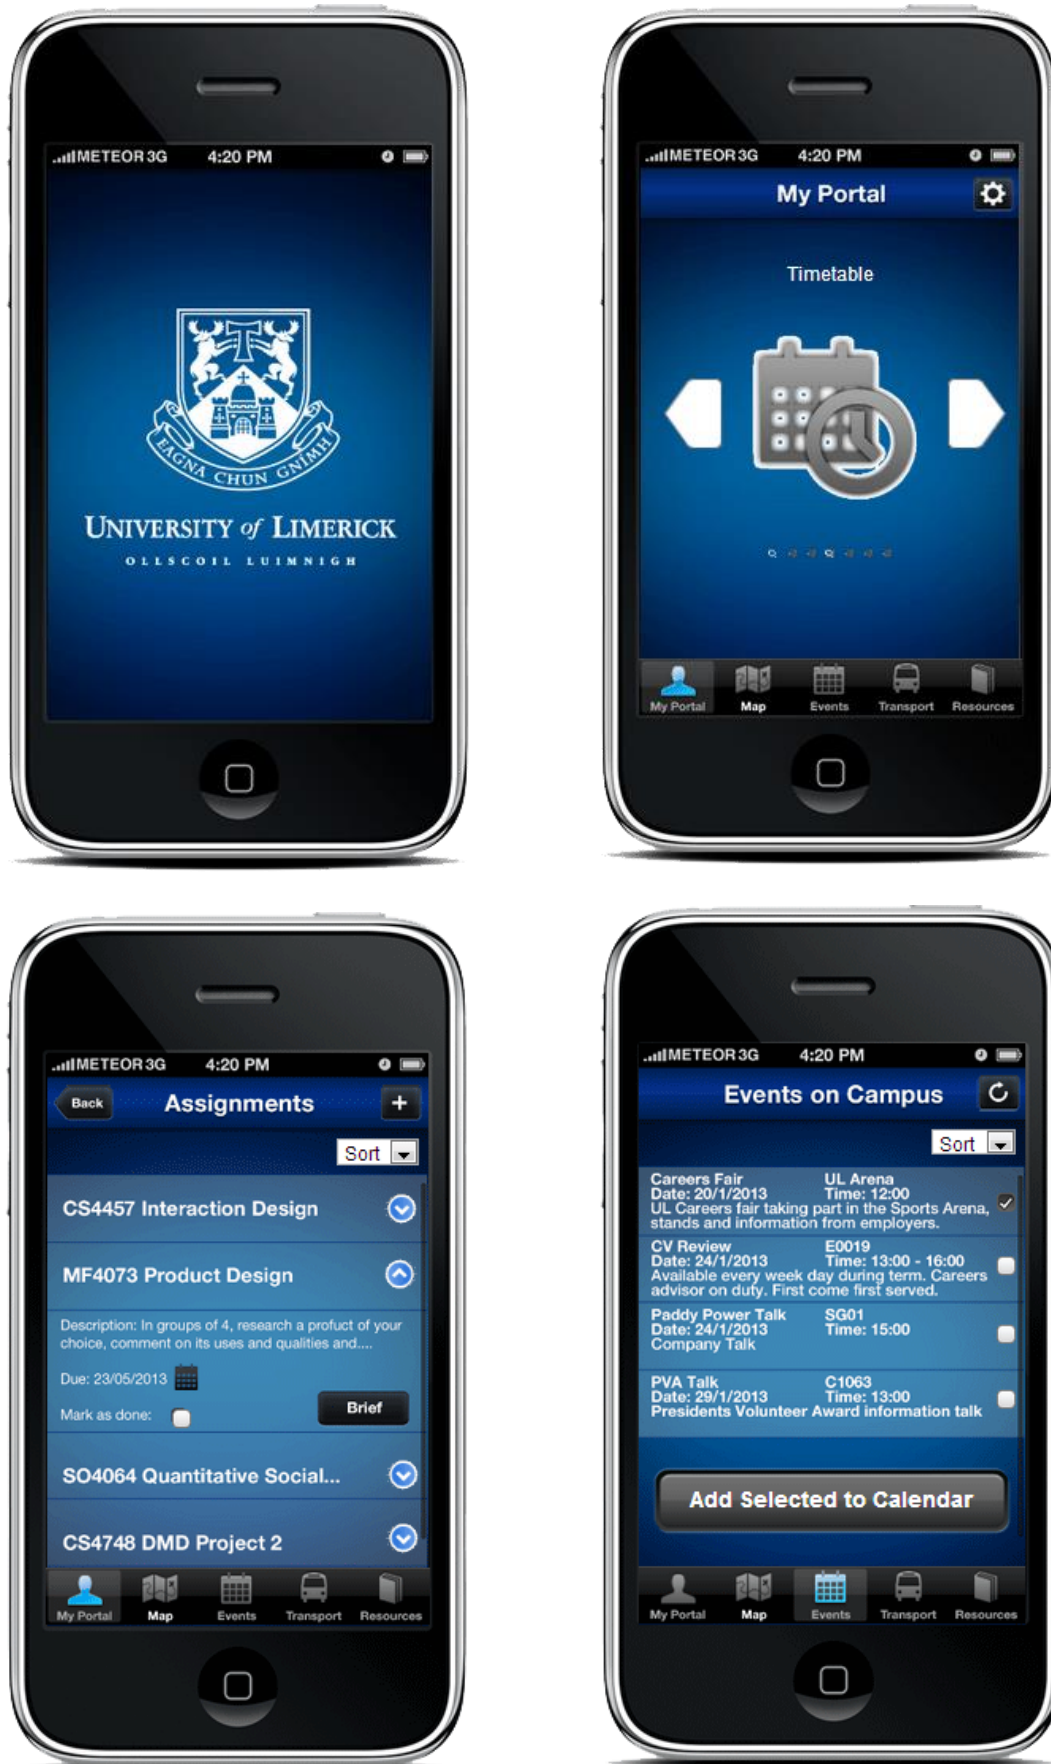 METEOR 3G 4:20 PM
EAGNA CHUN GNÍMH
UNIVERSITY of LIMERICK
OLLSCOIL LUIMNIGH
METEOR 3G 4:20 PM
My Portal
Timetable
My Portal Map Events Transport Resources
METEOR 3G 4:20 PM
Back Assignments +
Sort
CS4457 Interaction Design
MF4073 Product Design
Description: In groups of 4, research a profuct of your
choice, comment on its uses and qualities and....
Due: 23/05/2013
Mark as done: Brief
SO4064 Quantitative Social...
CS4748 DMD Project 2
My Portal Map Events Transport Resources
METEOR 3G 4:20 PM
Events on Campus
Sort
Careers Fair UL Arena
Date: 20/1/2013 Time: 12:00
UL Careers fair taking part in the Sports Arena,
stands and information from employers.
CV Review E0019
Date: 24/1/2013 Time: 13:00 - 16:00
Available every week day during term. Careers
advisor on duty. First come first served.
Paddy Power Talk SG01
Date: 24/1/2013 Time: 15:00
Company Talk
PVA Talk C1063
Date: 29/1/2013 Time: 13:00
Presidents Volunteer Award information talk
Add Selected to Calendar
My Portal Map Events Transport Resources